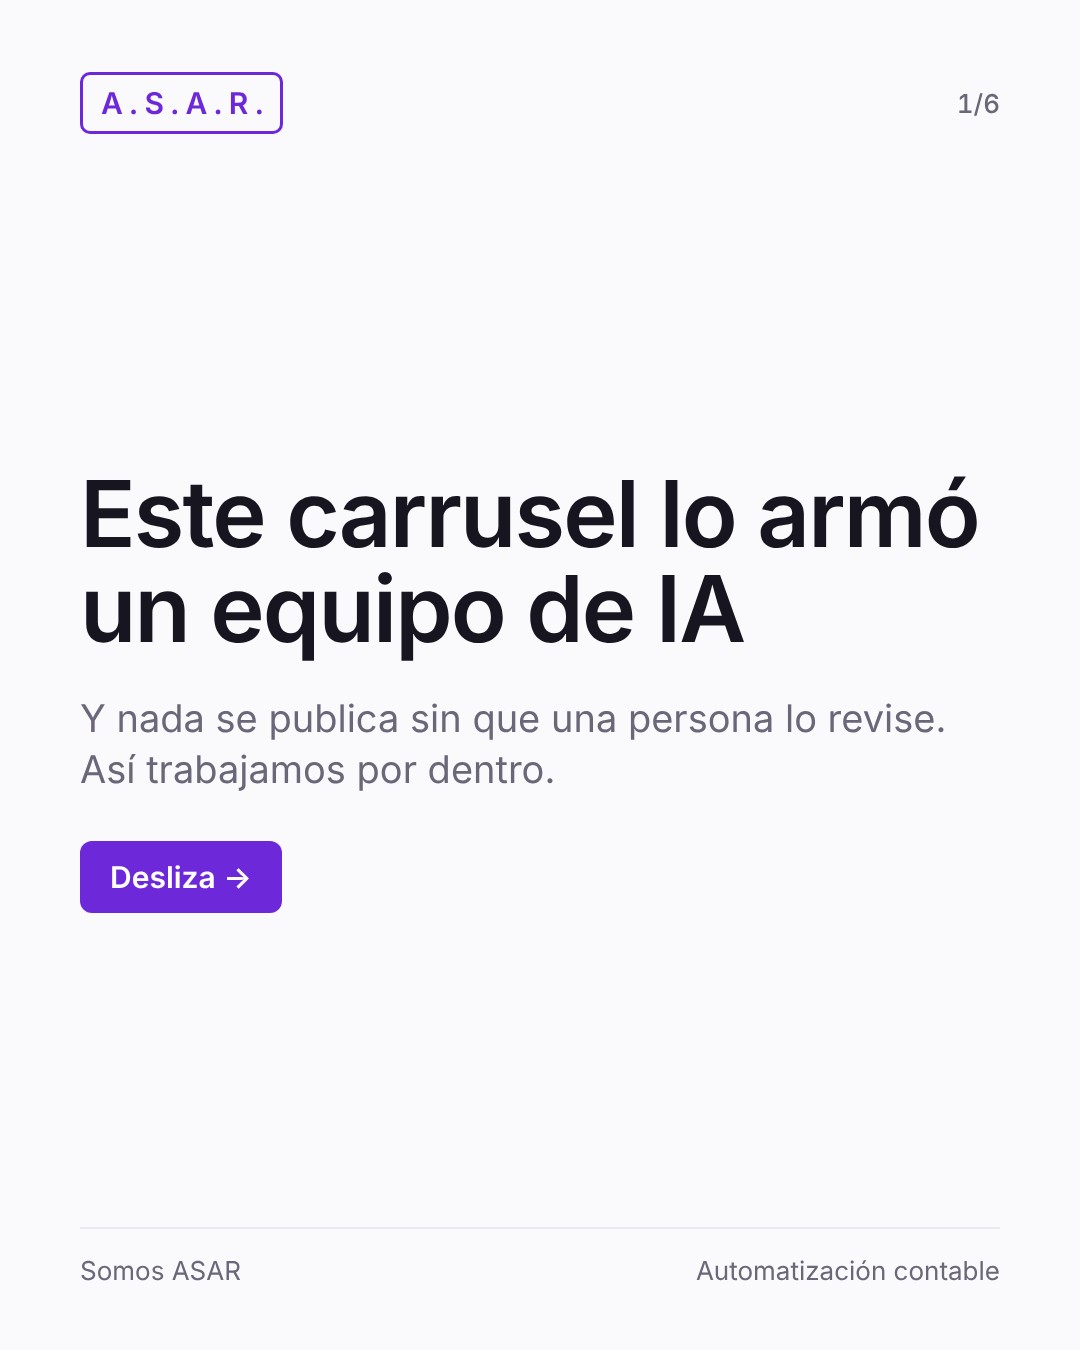 A.S.A.R.
1/6
Este carrusel lo armó
un equipo de IA
Y nada se publica sin que una persona lo revise.
Así trabajamos por dentro.
Desliza →
Somos ASAR
Automatización contable